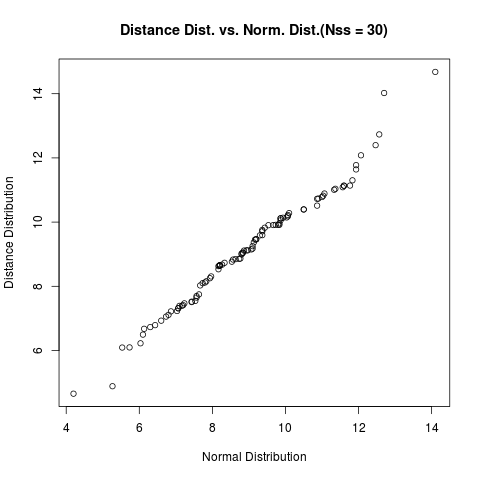 Distance Dist. vs. Norm. Dist.(Nss = 30)
Distance Distribution
14
12
10
8
6
4 6 8 10 12 14
Normal Distribution